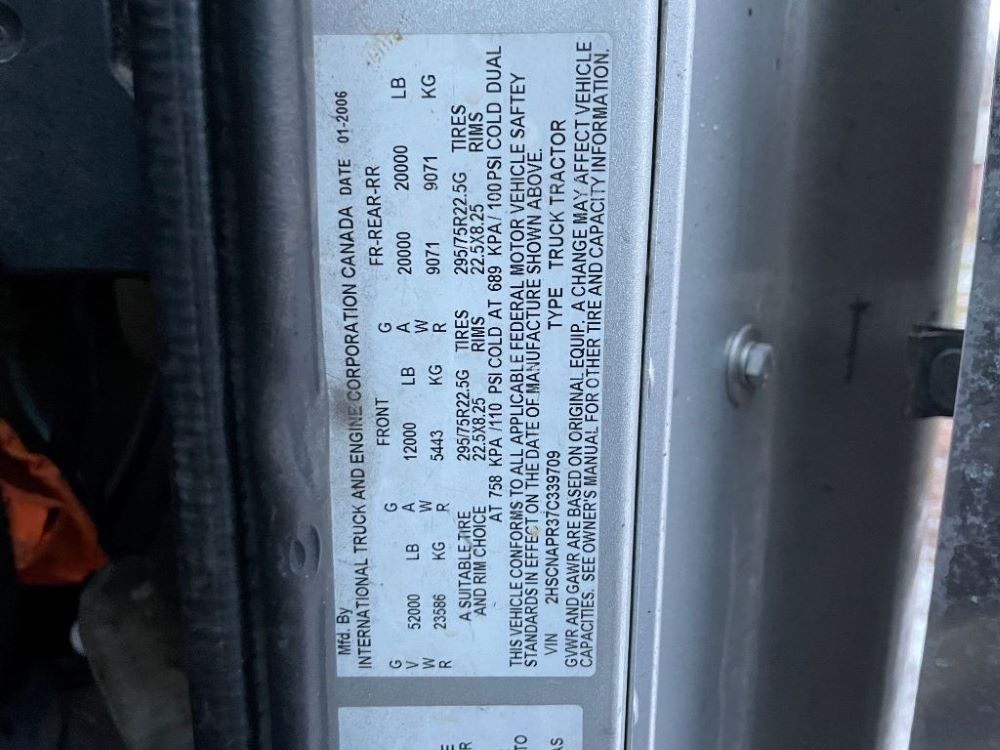 Mfd. By
INTERNATIONAL TRUCK AND ENGINE CORPORATION CANADA DATE 01-2006
FRONT FR-REAR-RR
G 52000 LB G 12000 LB G 20000 20000 LB
V A A
W 23586 KG W 5443 KG W 9071 9071 KG
R R R
A SUITABLE TIRE 295/75R22.5G TIRES 295/75R22.5G TIRES
AND RIM CHOICE 22.5X8.25 RIMS 22.5X8.25 RIMS
AT 758 KPA /110 PSI COLD AT 689 KPA / 100 PSI COLD DUAL
THIS VEHICLE CONFORMS TO ALL APPLICABLE FEDERAL MOTOR VEHICLE SAFTEY
STANDARDS IN EFFECT ON THE DATE OF MANUFACTURE SHOWN ABOVE.
VIN 2HSCNAPR37C339709 TYPE TRUCK TRACTOR
GVWR AND GAWR ARE BASED ON ORIGINAL EQUIP. A CHANGE MAY AFFECT VEHICLE
CAPACITIES. SEE OWNER'S MANUAL FOR OTHER TIRE AND CAPACITY INFORMATION.